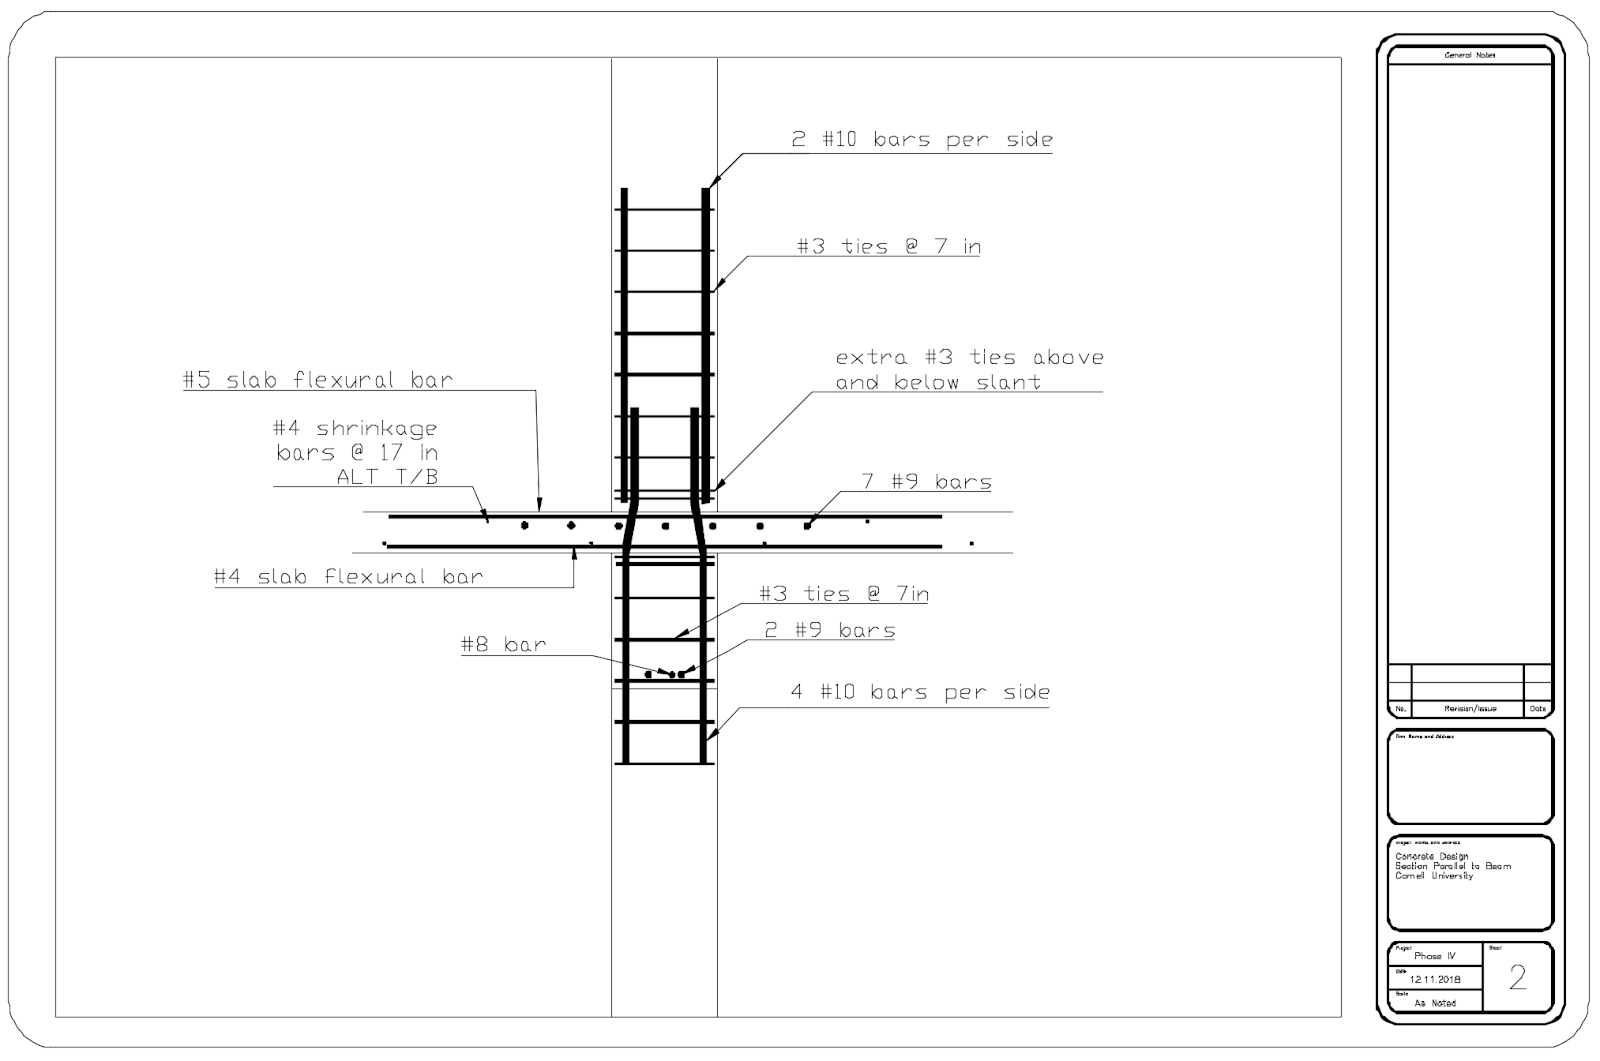 General Notes
2 #10 bars per side
#3 ties @ 7 in
extra #3 ties above
and below slant
#5 slab flexural bar
#4 shrinkage
bars @ 17 in
ALT T/B
7 #9 bars
#4 slab flexural bar
#3 ties @ 7in
2 #9 bars
#8 bar
4 #10 bars per side
No. Revision/Issue Date
Firm Name and Address
Project Name and Address
Concrete Design
Section Parallel to Beam
Cornell University
Project Sheet
Phase IV
Date
12.11.2018
2
Scale
As Noted